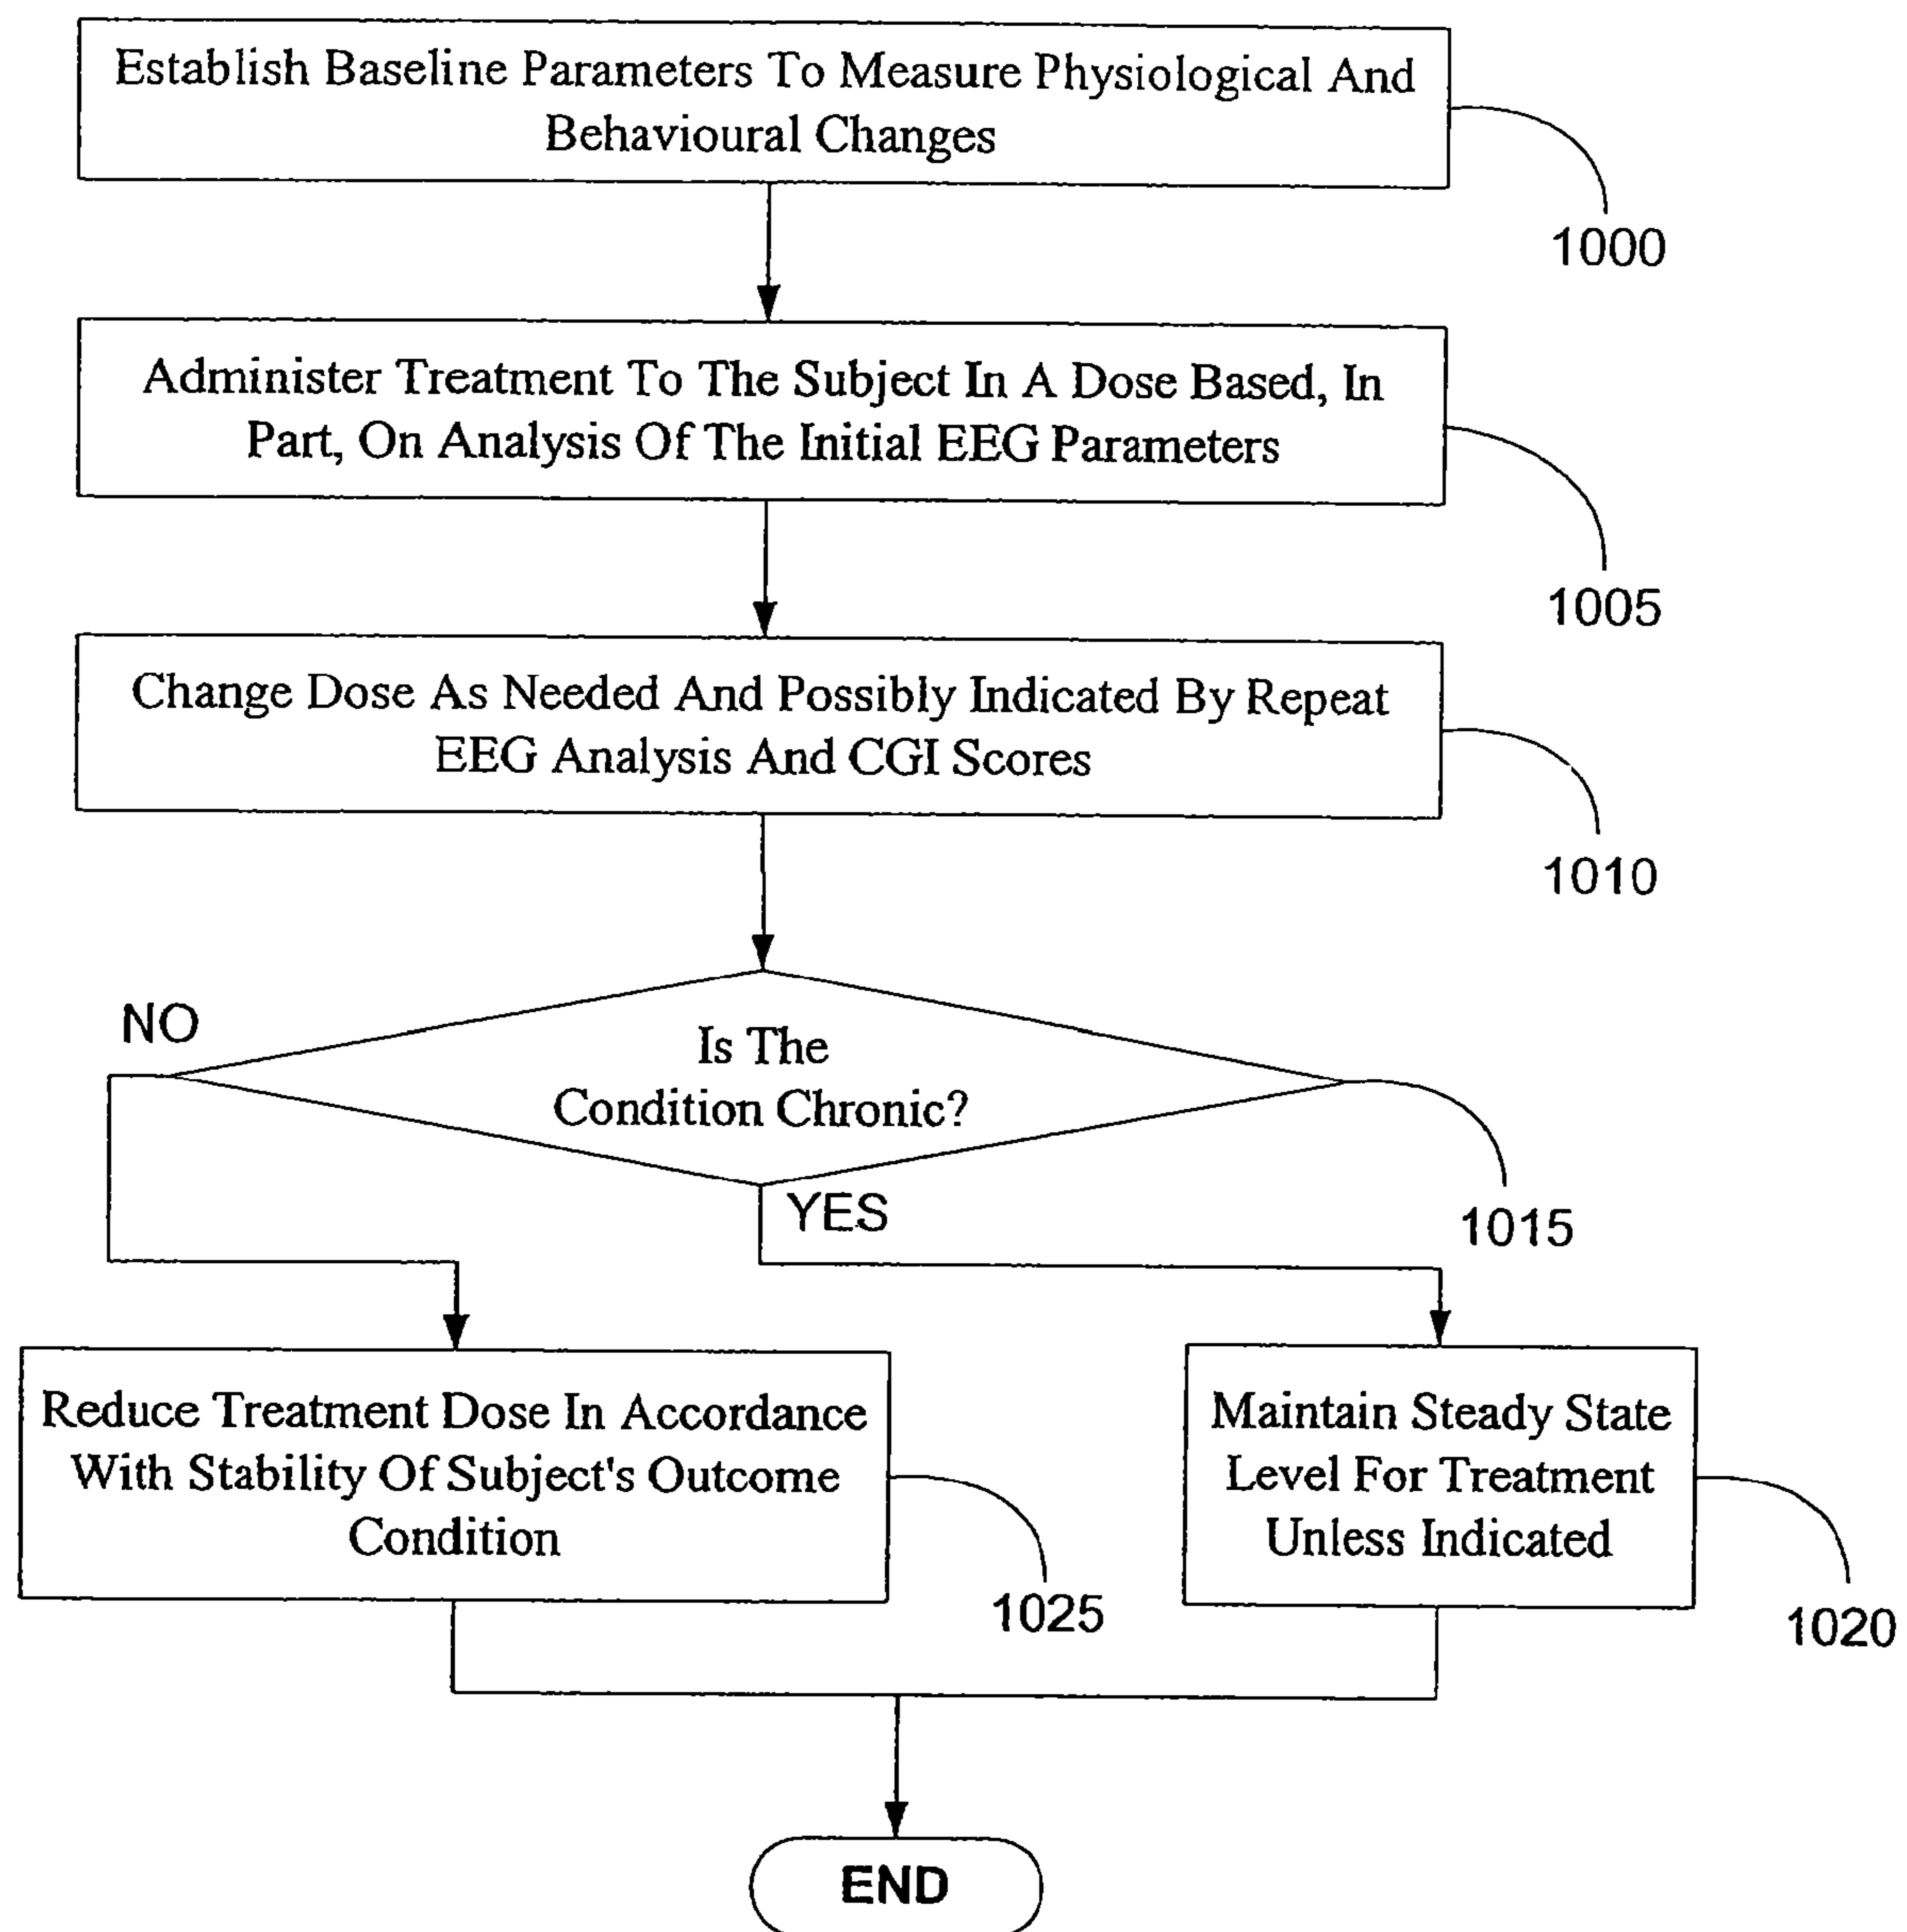 Establish Baseline Parameters To Measure Physiological And
Behavioural Changes
1000
Administer Treatment To The Subject In A Dose Based, In
Part, On Analysis Of The Initial EEG Parameters
1005
Change Dose As Needed And Possibly Indicated By Repeat
EEG Analysis And CGI Scores
1010
NO
Is The
Condition Chronic?
YES
1015
Reduce Treatment Dose In Accordance
With Stability Of Subject's Outcome
Condition
1025
Maintain Steady State
Level For Treatment
Unless Indicated
1020
END